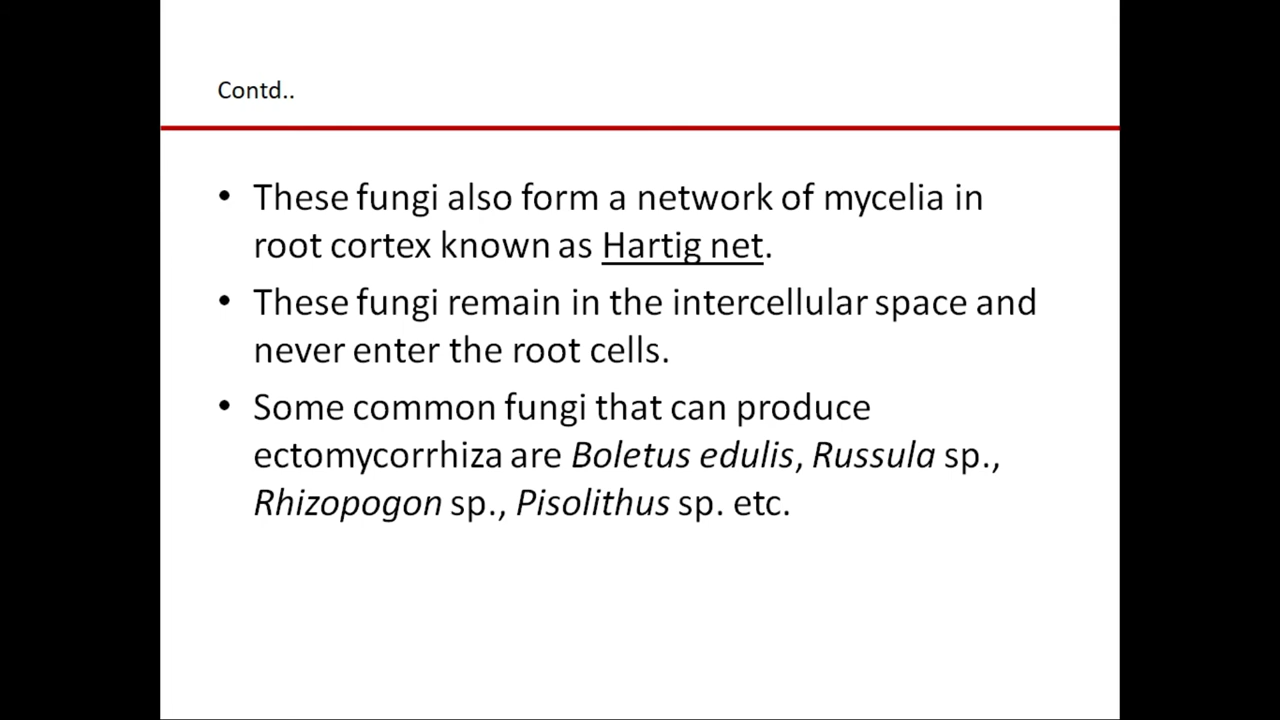 Contd..
• These fungi also form a network of mycelia in
root cortex known as Hartig net.
• These fungi remain in the intercellular space and
never enter the root cells.
• Some common fungi that can produce
ectomycorrhiza are Boletus edulis, Russula sp.,
Rhizopogon sp., Pisolithus sp. etc.